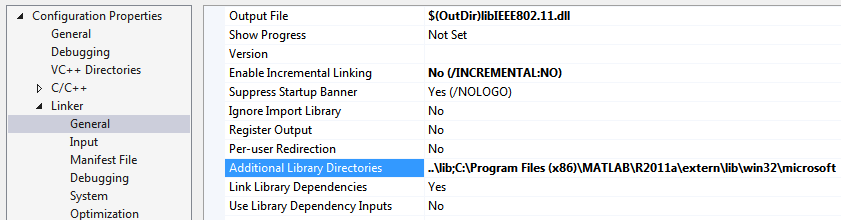 Configuration Properties
General
Debugging
VC++ Directories
C/C++
Linker
General
Input
Manifest File
Debugging
System
Optimization
Output File $(OutDir)libIEEE802.11.dll
Show Progress Not Set
Version
Enable Incremental Linking No (/INCREMENTAL:NO)
Suppress Startup Banner Yes (/NOLOGO)
Ignore Import Library No
Register Output No
Per-user Redirection No
Additional Library Directories ..\lib;C:\Program Files (x86)\MATLAB\R2011a\extern\lib\win32\microsoft
Link Library Dependencies Yes
Use Library Dependency Inputs No